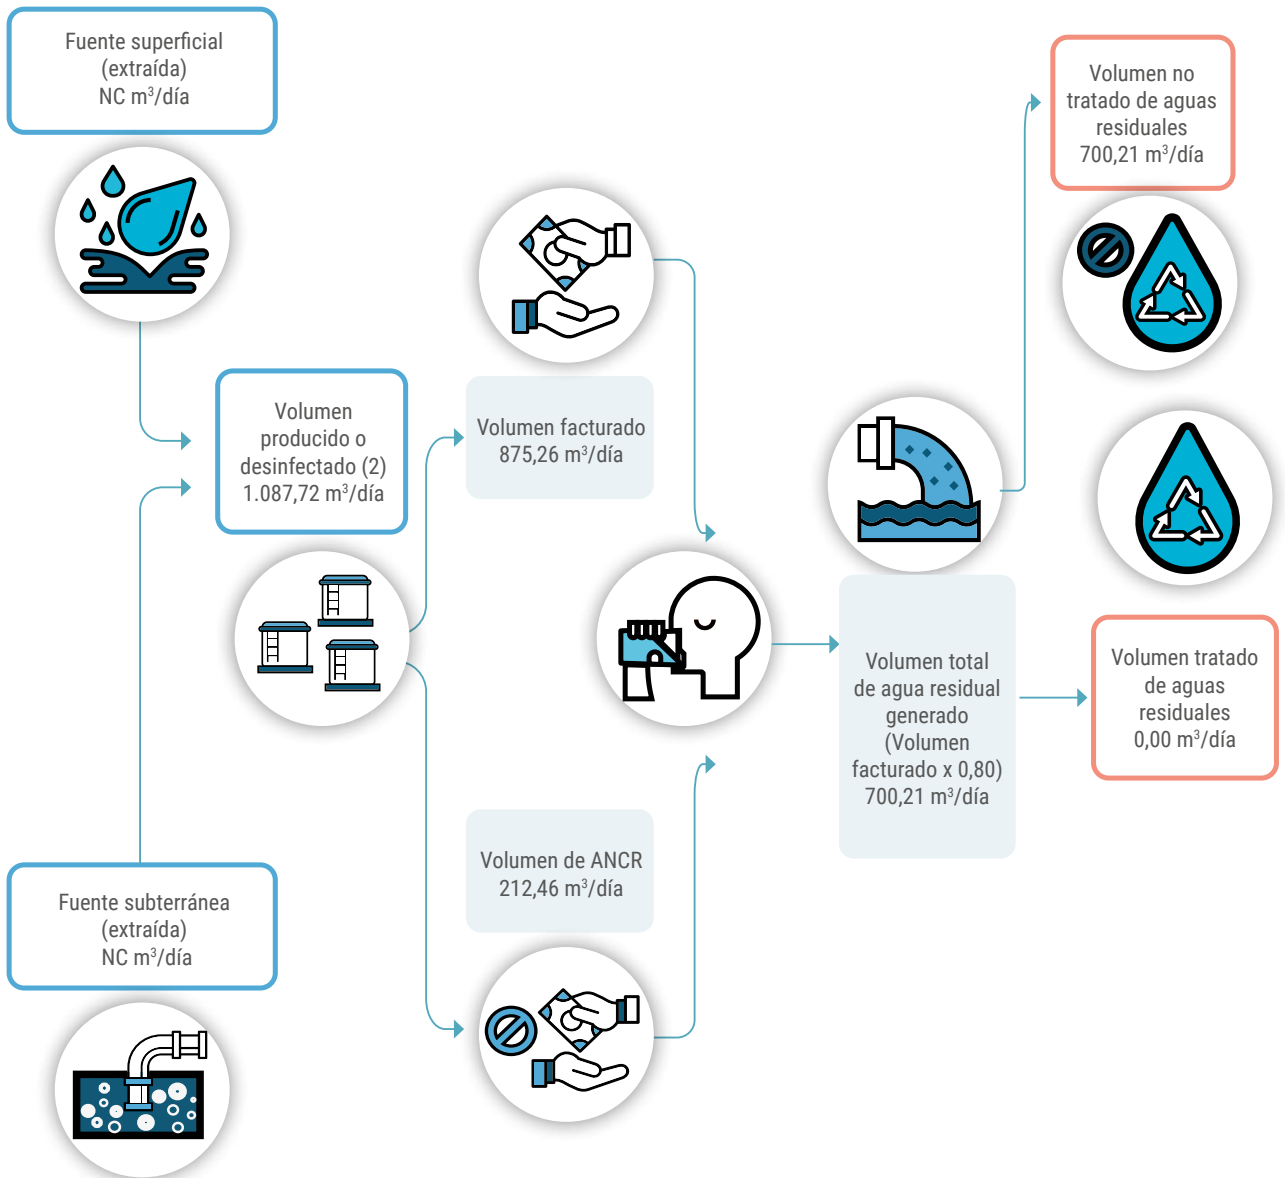 Fuente superficial
(extraída)
NC m³/día
Volumen
producido o
desinfectado (2)
1.087,72 m³/día
Fuente subterránea
(extraída)
NC m³/día
Volumen facturado
875,26 m³/día
Volumen de ANCR
212,46 m³/día
Volumen total
de agua residual
generado
(Volumen
facturado x 0,80)
700,21 m³/día
Volumen no
tratado de aguas
residuales
700,21 m³/día
Volumen tratado
de aguas
residuales
0,00 m³/día